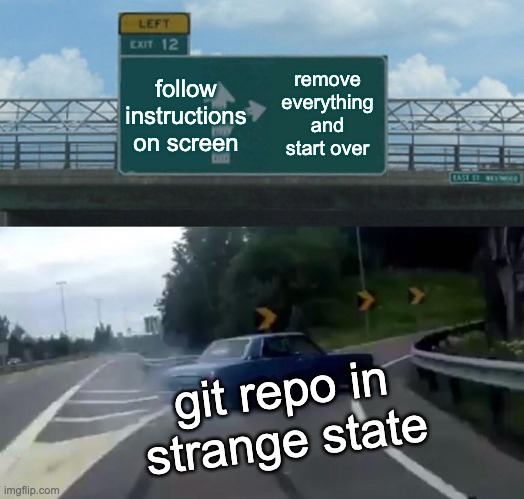 LEFT
EXIT 12
follow
instructions
on screen
remove
everything
and
start over
git repo in
strange state
imgflip.com